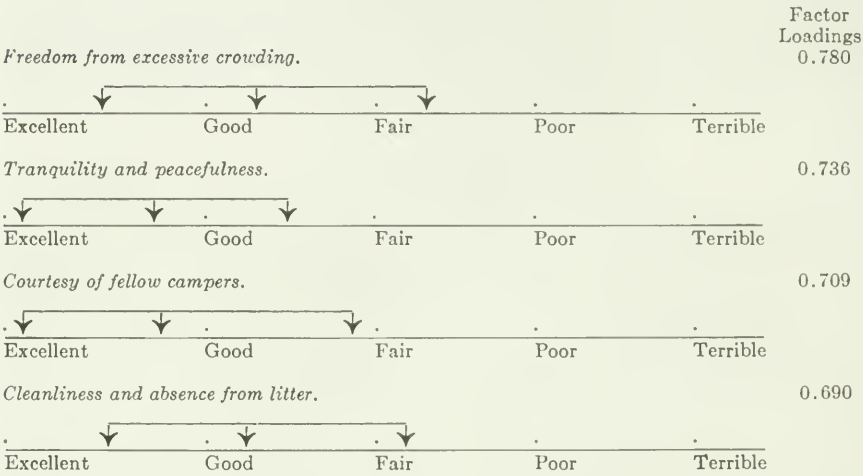 Factor
Loadings
Freedom from excessive crowding. 0.780
Excellent Good Fair Poor Terrible
Tranquility and peacefulness. 0.736
Excellent Good Fair Poor Terrible
Courtesy of fellow campers. 0.709
Excellent Good Fair Poor Terrible
Cleanliness and absence from litter. 0.690
Excellent Good Fair Poor Terrible